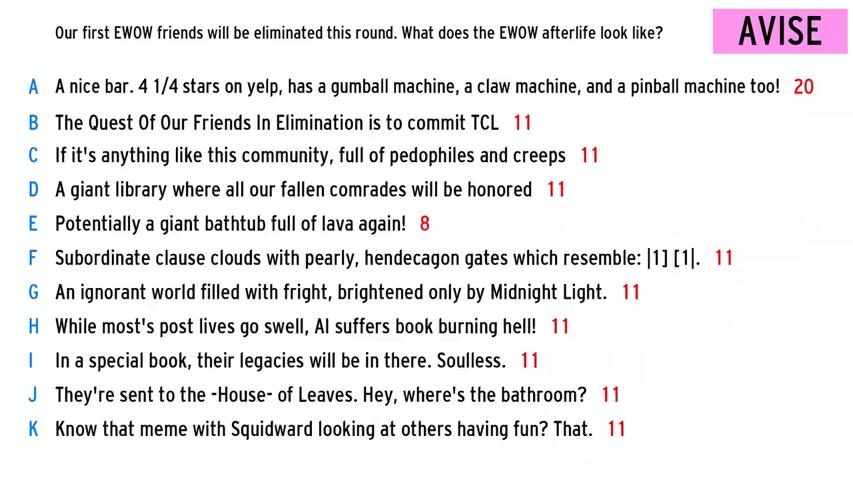 Our first EWOW friends will be eliminated this round. What does the EWOW afterlife look like?
AVISE
A A nice bar. 4 1/4 stars on yelp, has a gumball machine, a claw machine, and a pinball machine too! 20
B The Quest Of Our Friends In Elimination is to commit TCL 11
C If it's anything like this community, full of pedophiles and creeps 11
D A giant library where all our fallen comrades will be honored 11
E Potentially a giant bathtub full of lava again! 8
F Subordinate clause clouds with pearly, hendecagon gates which resemble: |1] [1|. 11
G An ignorant world filled with fright, brightened only by Midnight Light. 11
H While most's post lives go swell, AI suffers book burning hell! 11
I In a special book, their legacies will be in there. Soulless. 11
J They're sent to the -House- of Leaves. Hey, where's the bathroom? 11
K Know that meme with Squidward looking at others having fun? That. 11